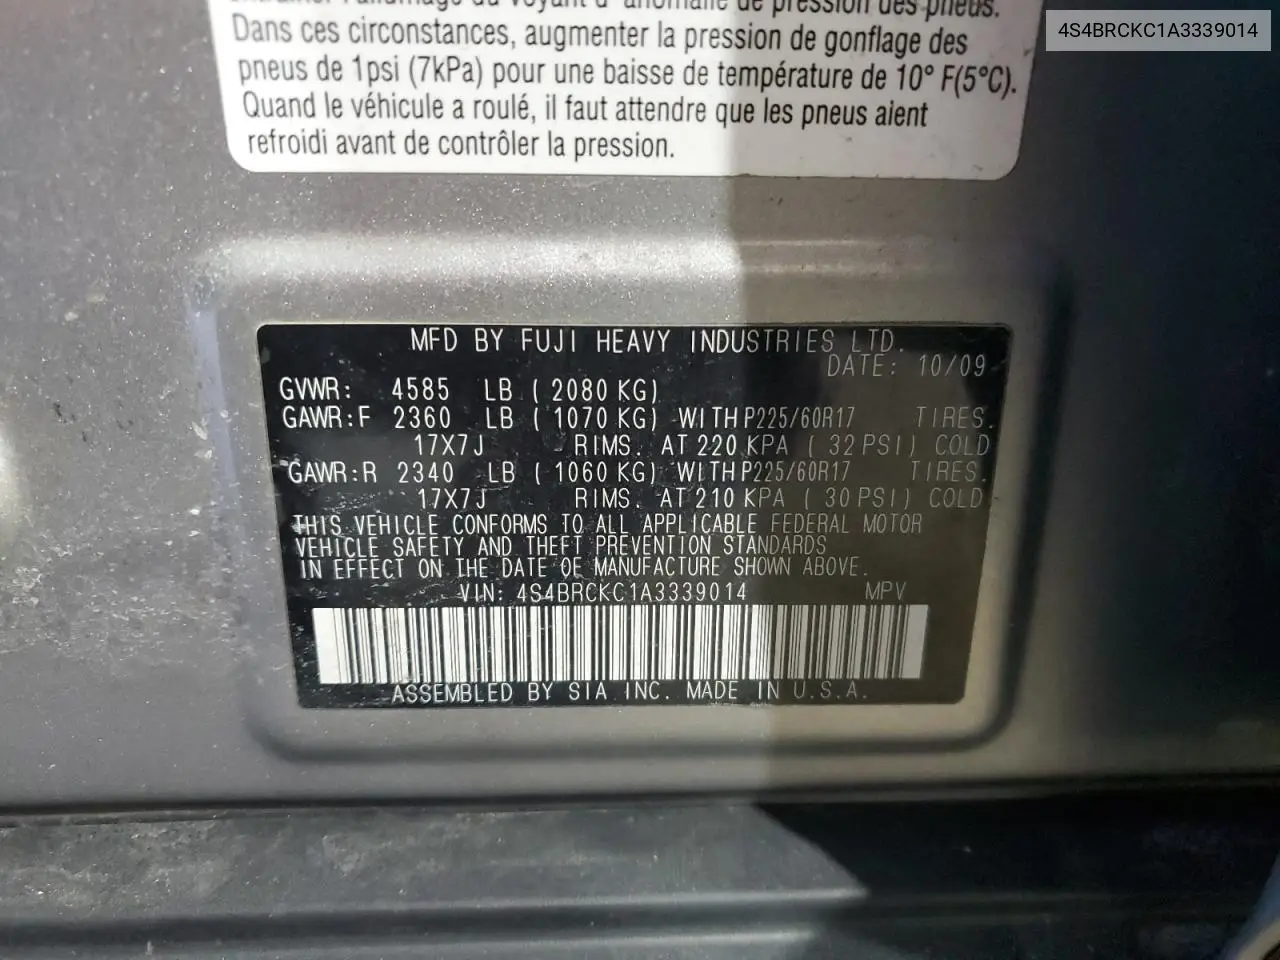 4S4BRCKC1A3339014
de pression des pneus.
Dans ces circonstances, augmenter la pression de gonflage des
pneus de 1psi (7kPa) pour une baisse de température de 10° F(5°C).
Quand le véhicule a roulé, il faut attendre que les pneus aient
refroidi avant de contrôler la pression.
MFD BY FUJI HEAVY INDUSTRIES LTD.
DATE: 10/09
GVWR: 4585 LB ( 2080 KG)
GAWR:F 2360 LB ( 1070 KG) WITH P225/60R17 TIRES.
17X7J RIMS. AT 220 KPA ( 32 PSI) COLD
GAWR:R 2340 LB ( 1060 KG) WITH P225/60R17 TIRES.
17X7J RIMS. AT 210 KPA ( 30 PSI) COLD
THIS VEHICLE CONFORMS TO ALL APPLICABLE FEDERAL MOTOR
VEHICLE SAFETY AND THEFT PREVENTION STANDARDS
IN EFFECT ON THE DATE OF MANUFACTURE SHOWN ABOVE.
VIN: 4S4BRCKC1A3339014 MPV
ASSEMBLED BY SIA INC. MADE IN U.S.A.